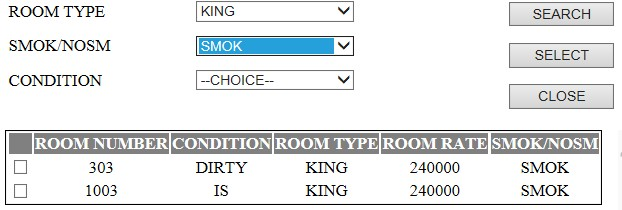 ROOM TYPE KING SEARCH
SMOK/NOSM SMOK SELECT
CONDITION --CHOICE-- CLOSE
ROOM NUMBER CONDITION ROOM TYPE ROOM RATE SMOK/NOSM
303 DIRTY KING 240000 SMOK
1003 IS KING 240000 SMOK